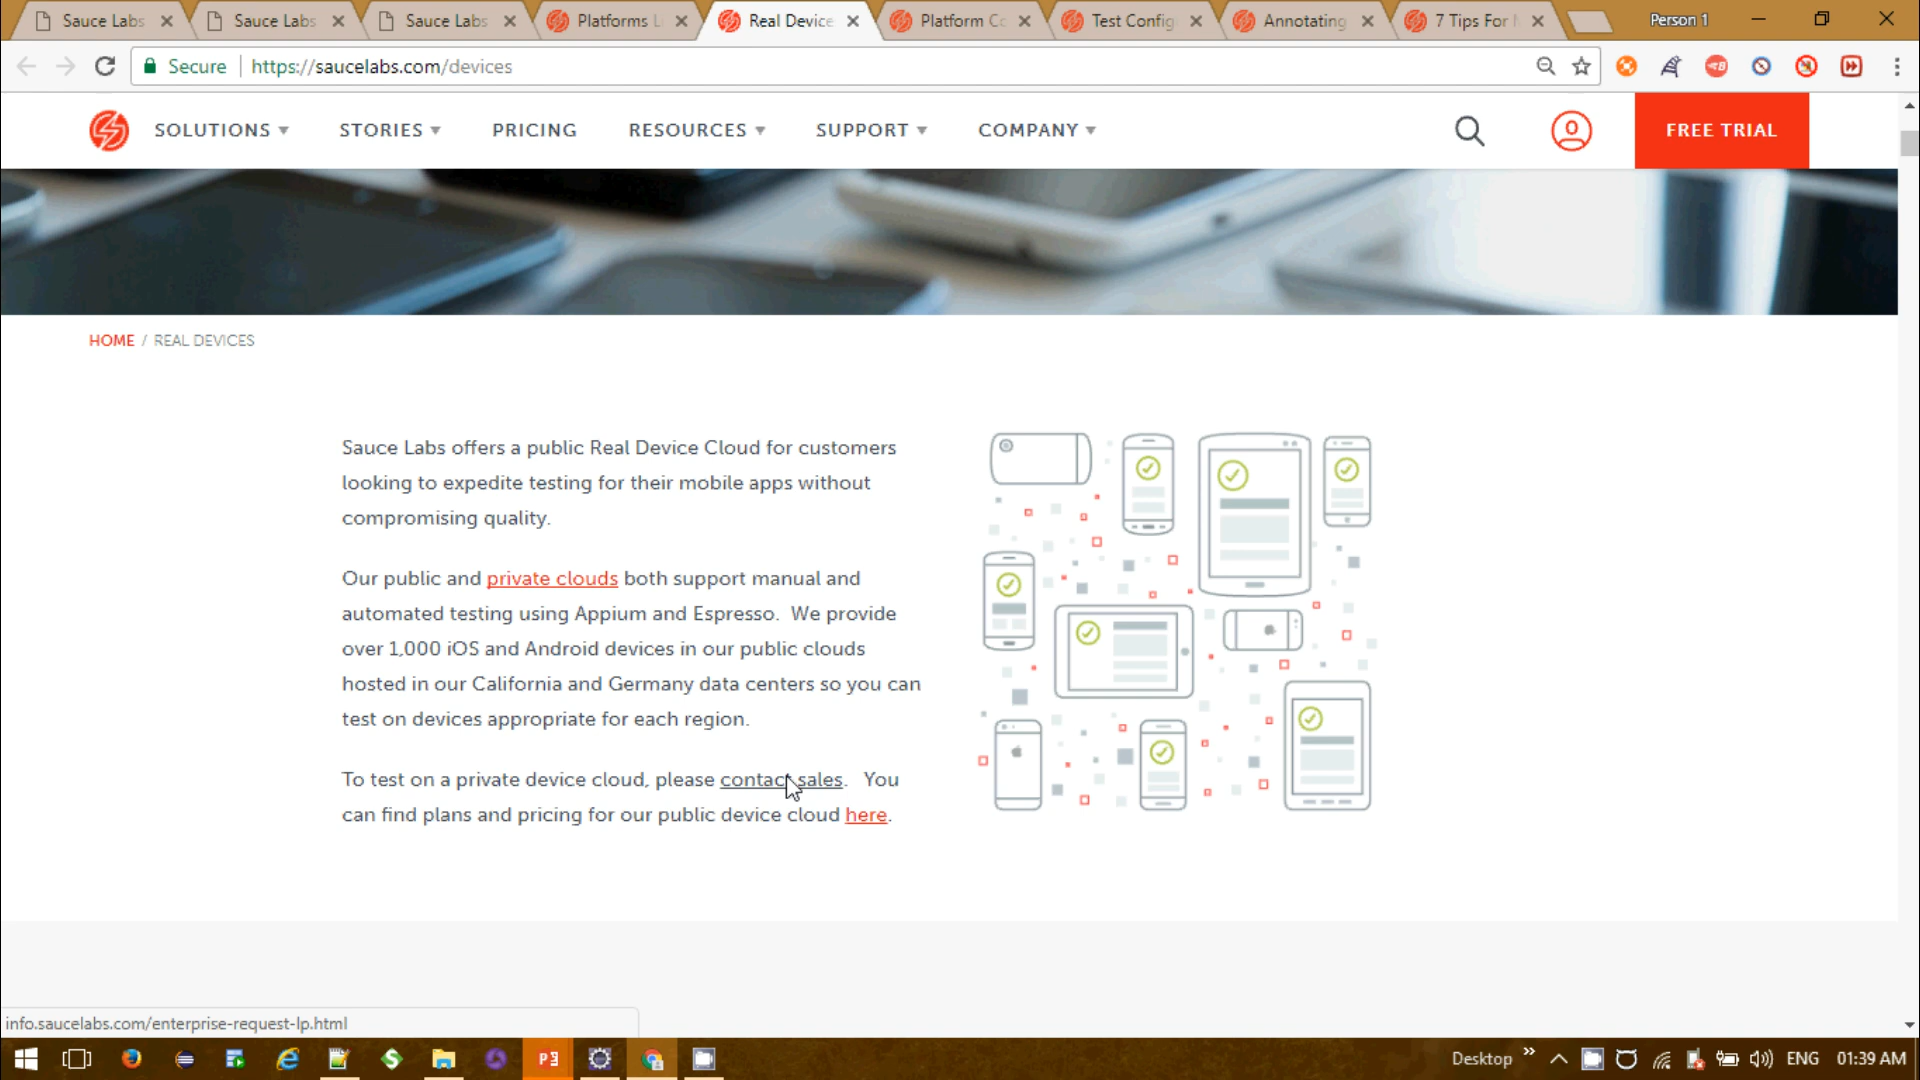 Sauce Labs Sauce Labs Sauce Labs Platforms Real Device Platform Test Config Annotating 7 Tips For Person 1
Secure https://saucelabs.com/devices
SOLUTIONS STORIES PRICING RESOURCES SUPPORT COMPANY FREE TRIAL
HOME / REAL DEVICES
Sauce Labs offers a public Real Device Cloud for customers
looking to expedite testing for their mobile apps without
compromising quality.
Our public and private clouds both support manual and
automated testing using Appium and Espresso. We provide
over 1,000 iOS and Android devices in our public clouds
hosted in our California and Germany data centers so you can
test on devices appropriate for each region.
To test on a private device cloud, please contact sales. You
can find plans and pricing for our public device cloud here.
info.saucelabs.com/enterprise-request-lp.html
Desktop ENG 01:39 AM